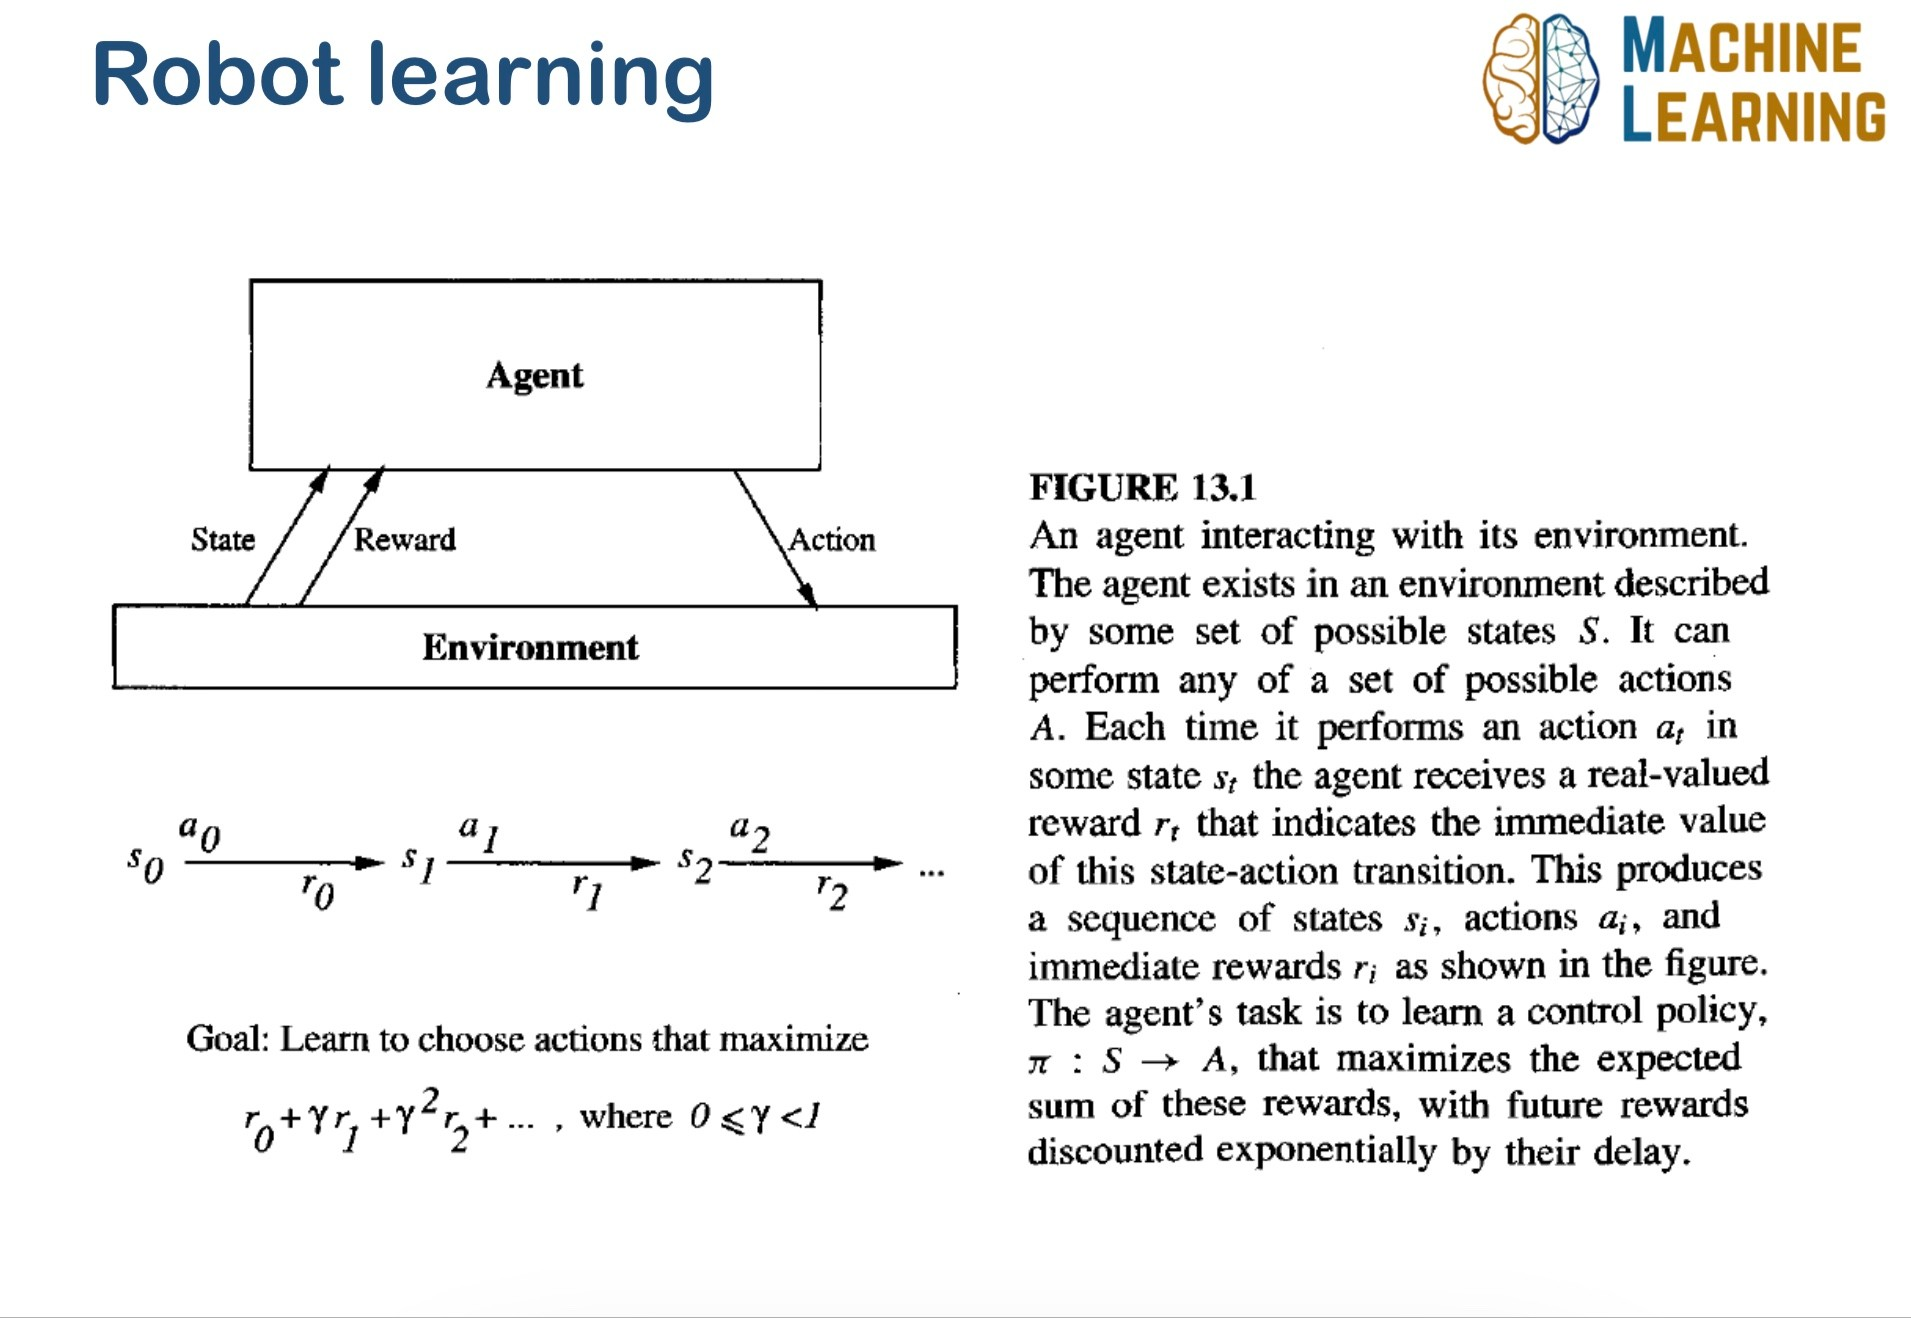 Robot learning
MACHINE
LEARNING
Agent
State
Reward
Action
Environment
s0 a0 r0 s1 a1 r1 s2 a2 r2 ...
Goal: Learn to choose actions that maximize
r0 + γ r1 + γ² r2 + ... , where 0 ⩽ γ < 1
FIGURE 13.1
An agent interacting with its environment.
The agent exists in an environment described
by some set of possible states S. It can
perform any of a set of possible actions
A. Each time it performs an action at in
some state st the agent receives a real-valued
reward rt that indicates the immediate value
of this state-action transition. This produces
a sequence of states si, actions ai, and
immediate rewards ri as shown in the figure.
The agent's task is to learn a control policy,
π : S → A, that maximizes the expected
sum of these rewards, with future rewards
discounted exponentially by their delay.